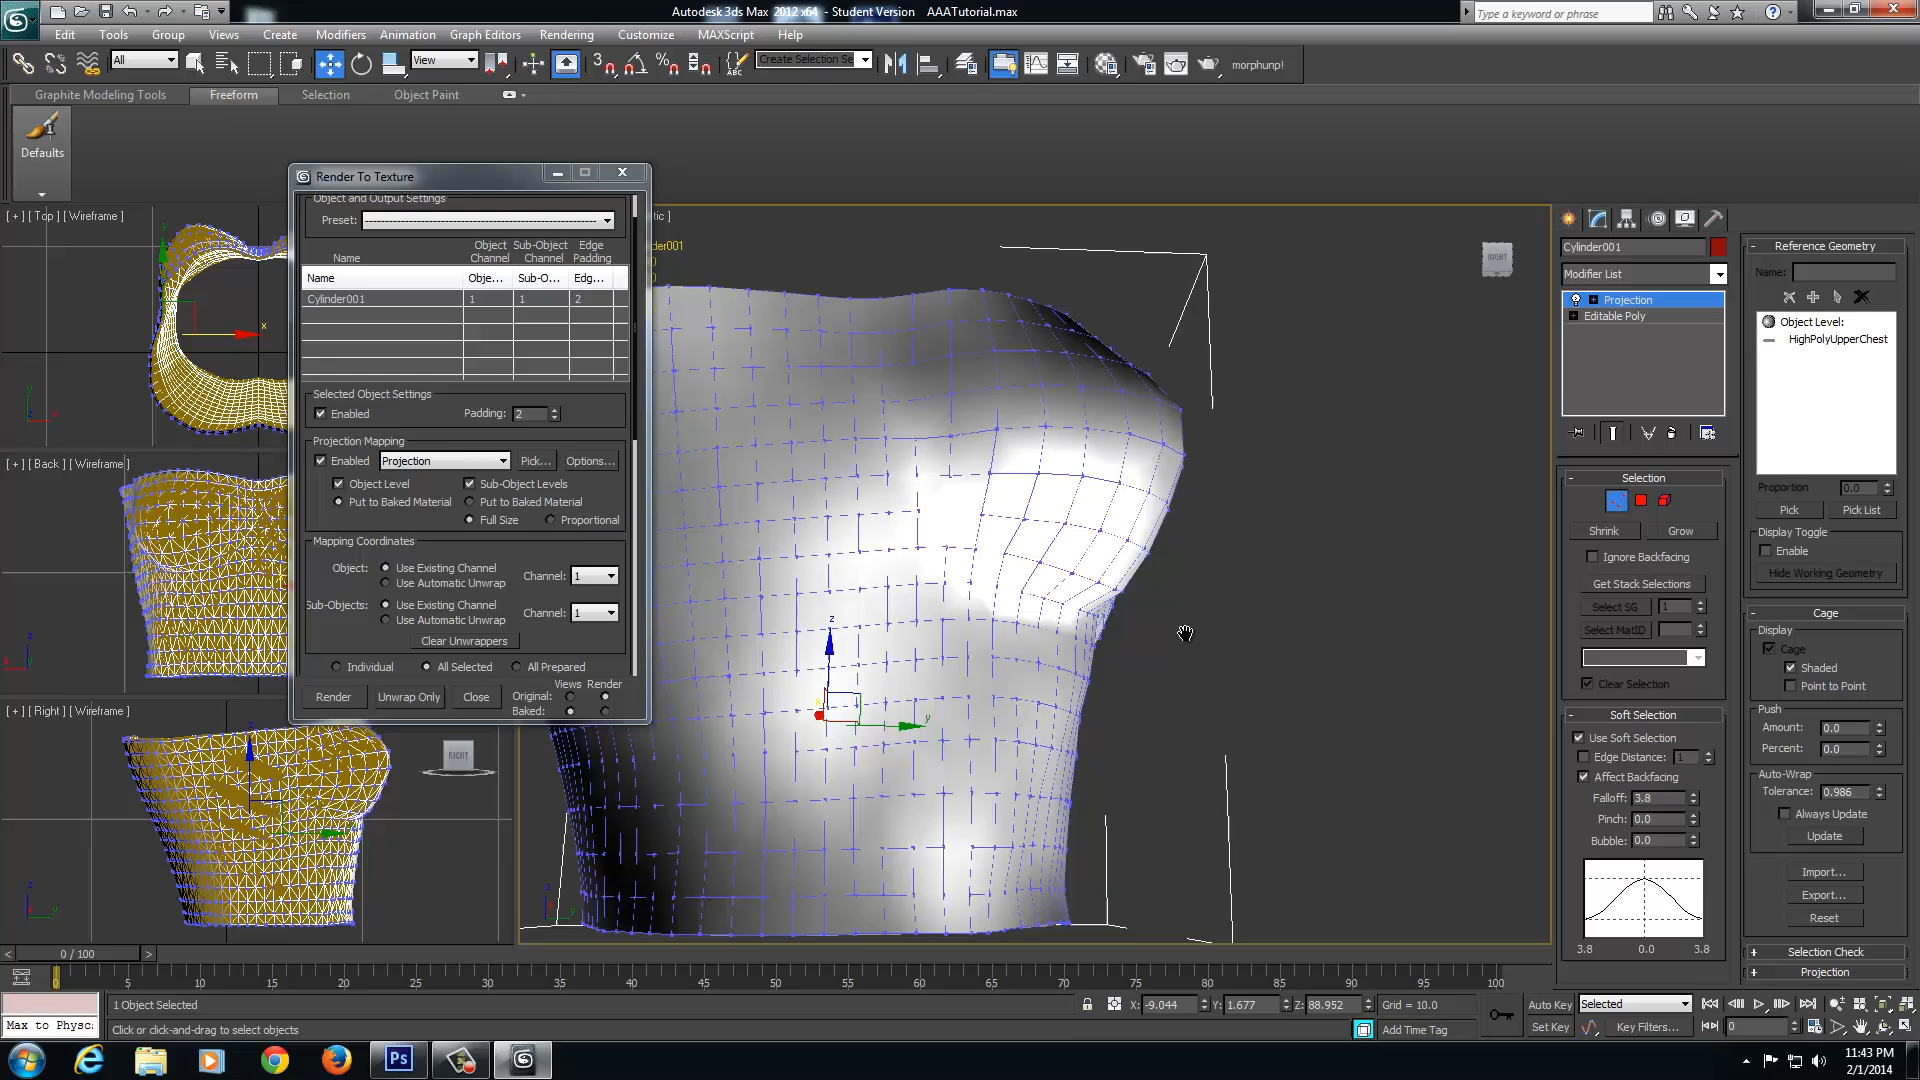 Autodesk 3ds Max 2012 x64 - Student Version AAATutorial.max
Type a keyword or phrase
Edit Tools Group Views Create Modifiers Animation Graph Editors Rendering Customize MAXScript Help
All
View
Create Selection Se
morphunp!
Graphite Modeling Tools Freeform Selection Object Paint
Defaults
[ + ] [ Top ] [ Wireframe ]
[ + ] [ Back ] [ Wireframe ]
[ + ] [ Right ] [ Wireframe ]
RIGHT
Render To Texture
Object and Output Settings
Preset:
Object Sub-Object Edge
Channel Channel Padding
Name
Name Obje... Sub-O... Edg...
Cylinder001 1 1 2
Selected Object Settings
Enabled Padding: 2
Projection Mapping
Enabled Projection Pick... Options...
Object Level Sub-Object Levels
Put to Baked Material Put to Baked Material
Full Size Proportional
Mapping Coordinates
Object: Use Existing Channel
Use Automatic Unwrap
Channel: 1
Sub-Objects: Use Existing Channel
Use Automatic Unwrap
Channel: 1
Clear Unwrappers
Individual All Selected All Prepared
Render Unwrap Only Close
Views Render
Original:
Baked:
RIGHT
z
y
x
Cylinder001
Modifier List
Projection
Editable Poly
Selection
Shrink Grow
Ignore Backfacing
Get Stack Selections
Select SG 1
Select MatID
Clear Selection
Soft Selection
Use Soft Selection
Edge Distance: 1
Affect Backfacing
Falloff: 3.8
Pinch: 0.0
Bubble: 0.0
3.8 0.0 3.8
Reference Geometry
Name:
Object Level:
HighPolyUpperChest
Proportion 0.0
Pick Pick List
Display Toggle
Enable
Hide Working Geometry
Cage
Display
Cage
Shaded
Point to Point
Push
Amount: 0.0
Percent: 0.0
Auto-Wrap
Tolerance: 0.986
Always Update
Update
Import...
Export...
Reset
Selection Check
Projection
0 / 100
0 5 10 15 20 25 30 35 40 45 50 55 60 65 70 75 80 85 90 95 100
1 Object Selected
X: -9.044 Y: 1.677 Z: 88.952 Grid = 10.0
Auto Key Selected
Max to Physc:
Click or click-and-drag to select objects
Add Time Tag
Set Key Key Filters... 0
Ps
11:43 PM
2/1/2014